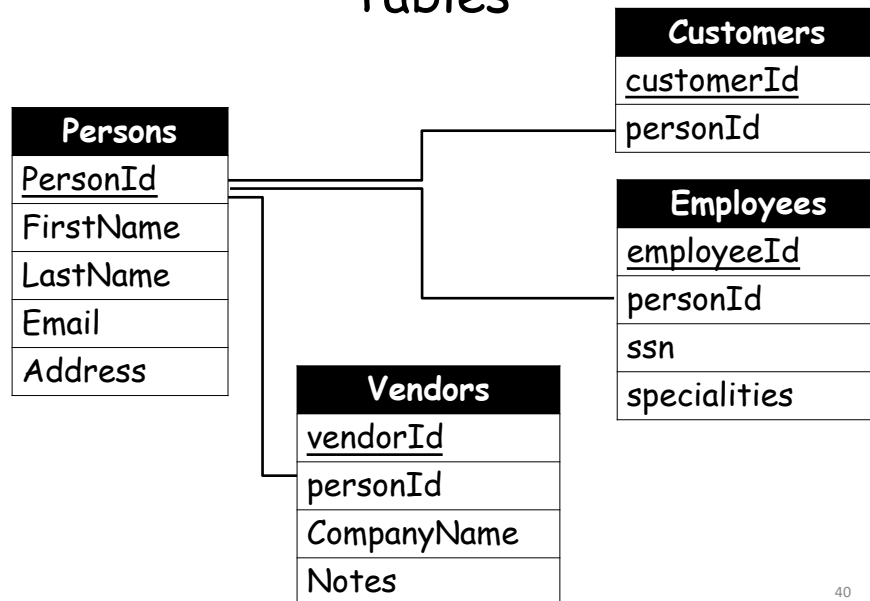 Tables
Customers
customerId
personId
Persons
PersonId
FirstName
LastName
Email
Address
Employees
employeeId
personId
ssn
specialities
Vendors
vendorId
personId
CompanyName
Notes
40